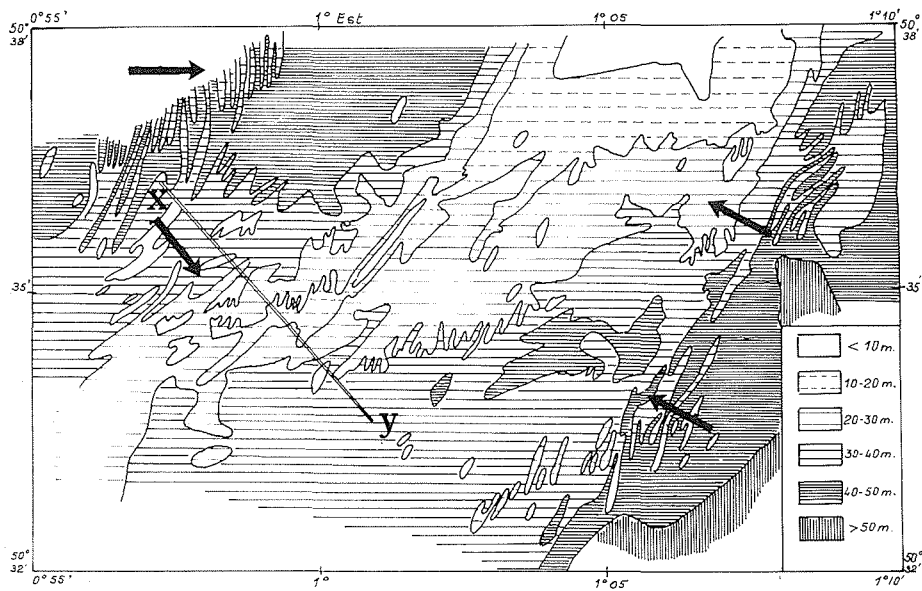 0°55' 1° Est 1°05 1°10'
50° 38' 50° 38'
x
35' 35'
y
< 10 m.
10-20 m.
20-30 m.
30-40 m.
40-50 m.
> 50 m.
50° 32' 50° 32'
0°55' 1° 1°05 1°10'